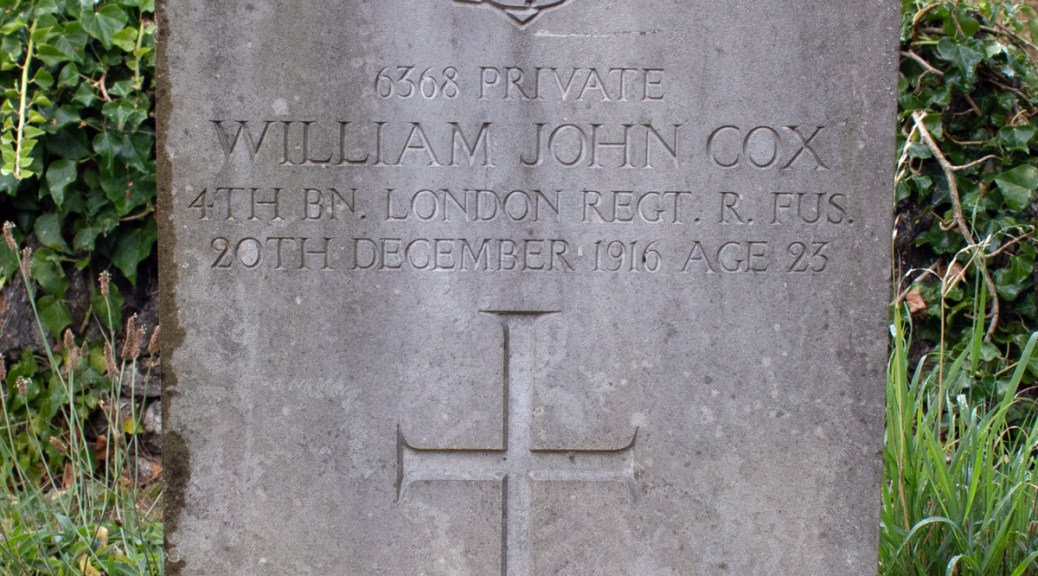 6368 PRIVATE
WILLIAM JOHN COX
4TH BN. LONDON REGT. R. FUS.
20TH DECEMBER 1916 AGE 23